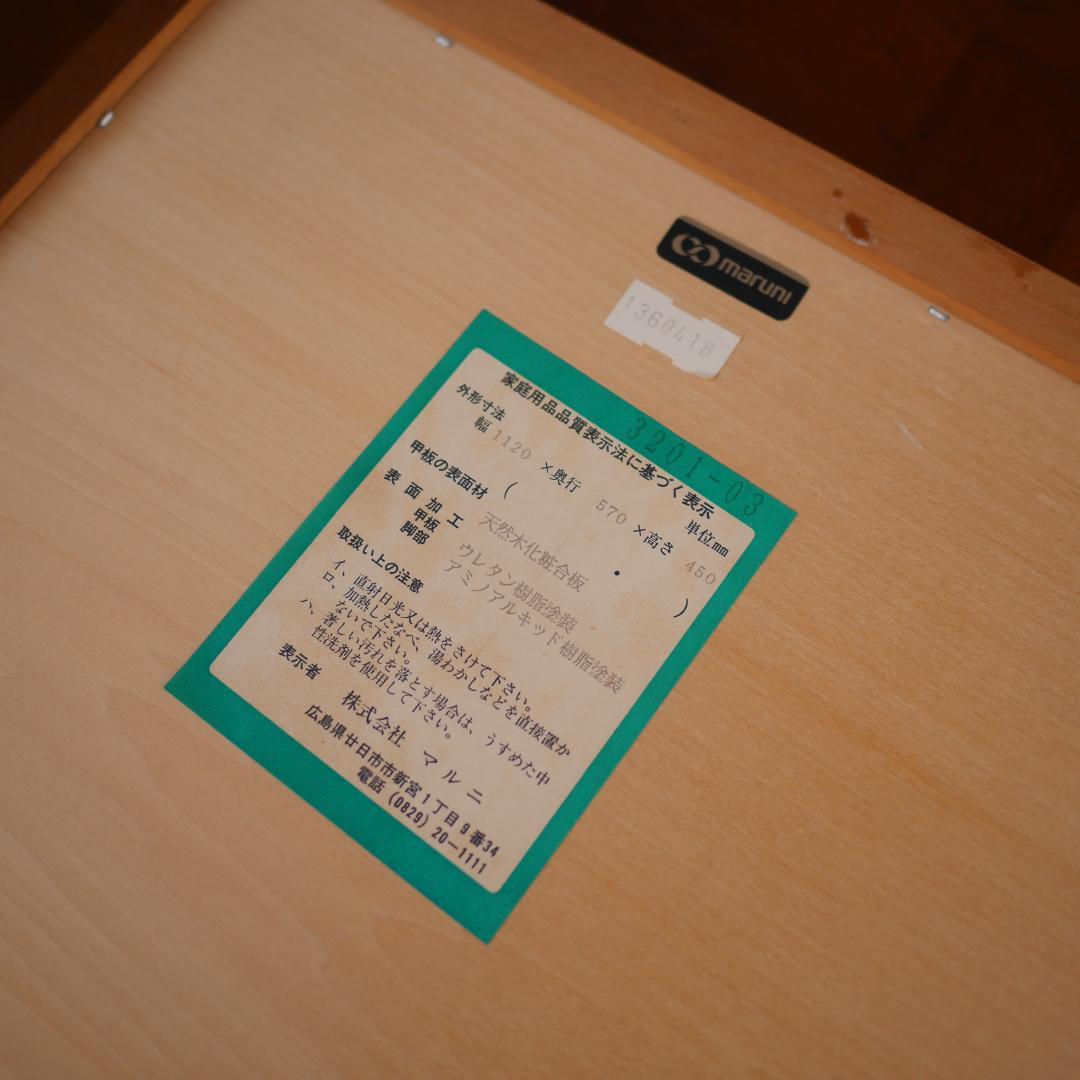 maruni
1360418
3201-03
家庭用品品質表示法に基づく表示
外形寸法 単位mm
幅 1120 ×奥行 570 ×高さ 450
甲板の表面材 ( 天然木化粧合板 ・ )
表面加工
甲板 ウレタン樹脂塗装
脚部 アミノアルキッド樹脂塗装
取扱い上の注意
イ、直射日光又は熱をさけて下さい。
ロ、加熱したなべ、湯わかしなどを直接置か
ないで下さい。
ハ、著しい汚れを落とす場合は、うすめた中
性洗剤を使用して下さい。
表示者
株式会社 マルニ
広島県廿日市市新宮1丁目9番34
電話 (0829) 20—1111